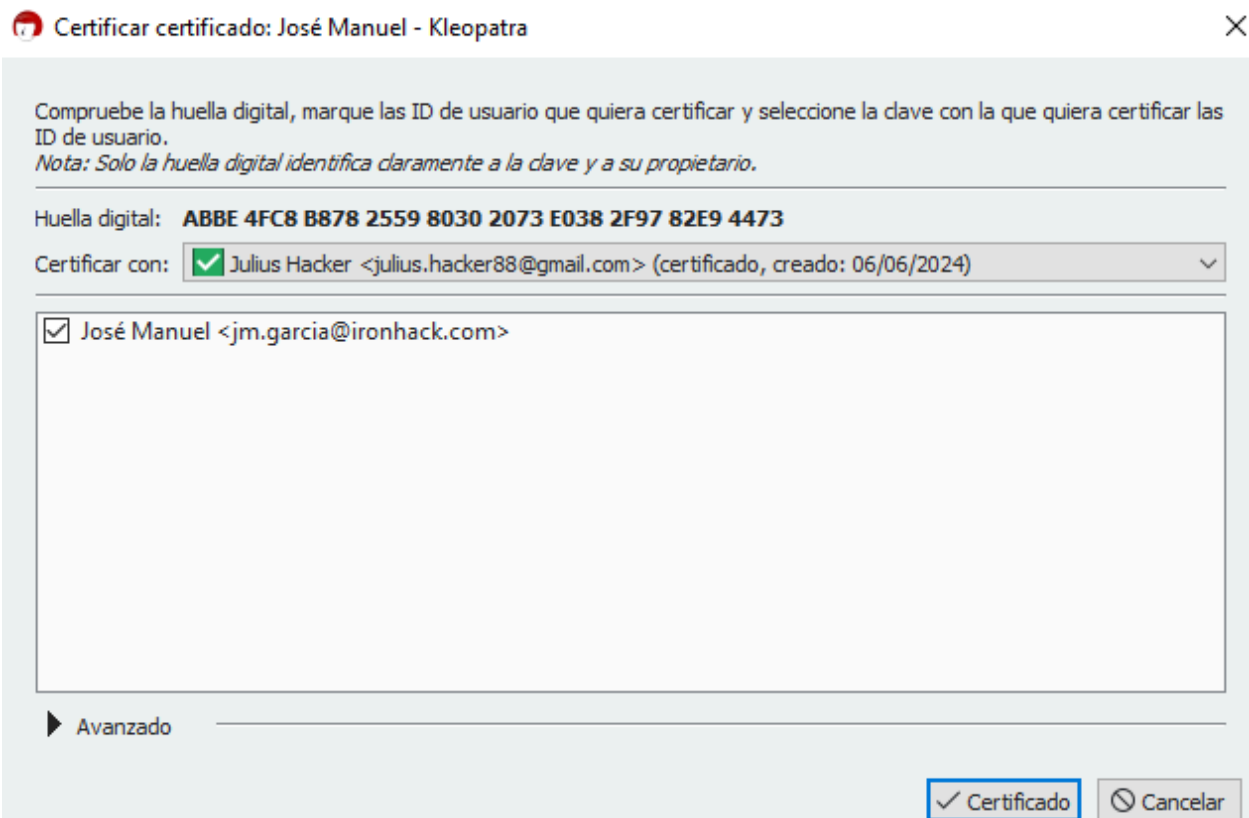 Certificar certificado: José Manuel - Kleopatra
Compruebe la huella digital, marque las ID de usuario que quiera certificar y seleccione la clave con la que quiera certificar las
ID de usuario.
Nota: Solo la huella digital identifica claramente a la clave y a su propietario.
Huella digital: ABBE 4FC8 B878 2559 8030 2073 E038 2F97 82E9 4473
Certificar con: Julius Hacker <julius.hacker88@gmail.com> (certificado, creado: 06/06/2024)
José Manuel <jm.garcia@ironhack.com>
Avanzado
Certificado Cancelar